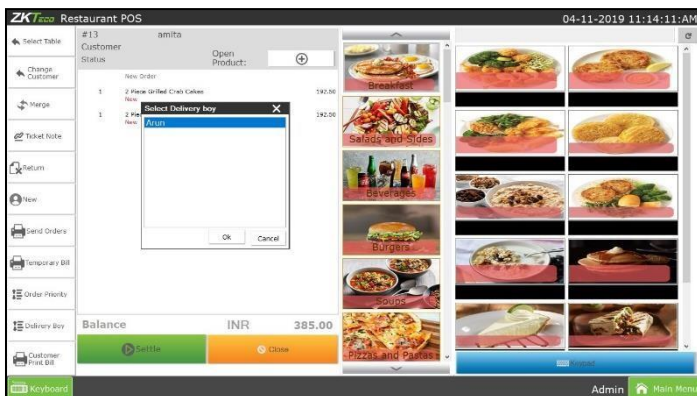 ZKTeco Restaurant POS
04-11-2019 11:14:11:AM
Select Table
Change
Customer
Merge
Ticket Note
Return
New
Send Orders
Temporary Bill
Order Priority
Delivery Boy
Customer
Print Bill
Keyboard
#13 amita
Customer
Status
Open
Product:
New Order
1 2 Piece Grilled Crab Cakes 192.50
New
1 2 Pie 192.50
New
Select Delivery boy X
Arun
Ok Cancel
Balance INR 385.00
Settle
Close
Breakfast
Salads and Sides
Beverages
Burgers
Soups
Pizzas and Pastas
Keypad
Admin
Main Menu